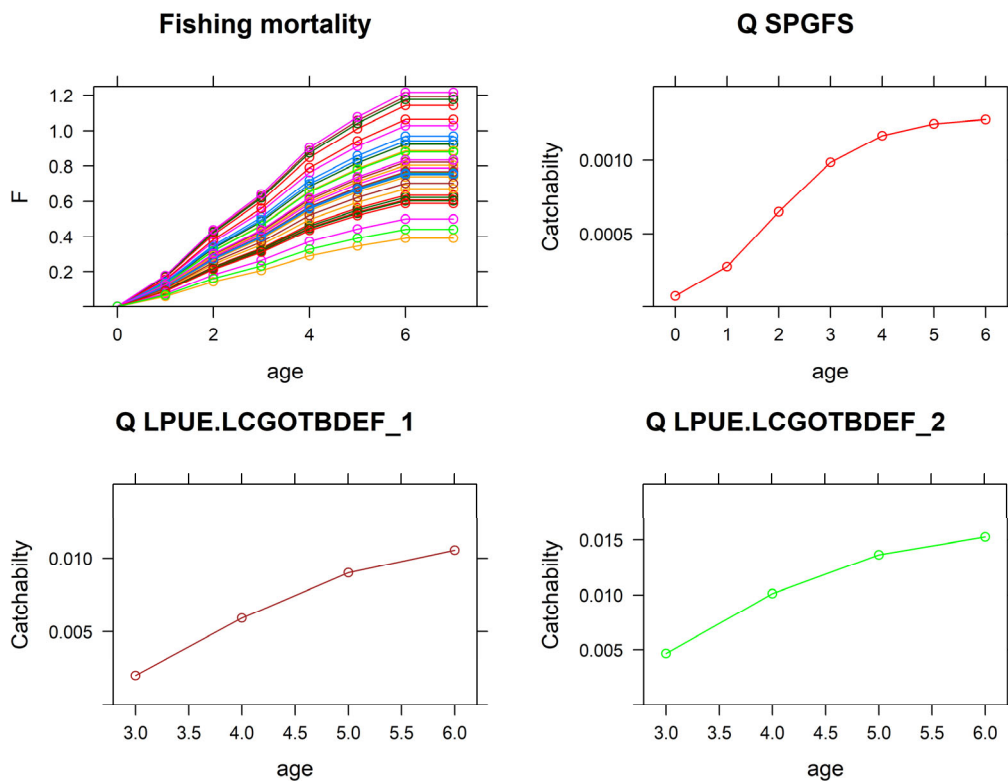 Fishing mortality
F
1.2
1.0
0.8
0.6
0.4
0.2
0 2 4 6
age
Q SPGFS
Catchabilty
0.0010
0.0005
0 1 2 3 4 5 6
age
Q LPUE.LCGOTBDEF_1
Catchabilty
0.010
0.005
3.0 3.5 4.0 4.5 5.0 5.5 6.0
age
Q LPUE.LCGOTBDEF_2
Catchabilty
0.015
0.010
0.005
3.0 3.5 4.0 4.5 5.0 5.5 6.0
age